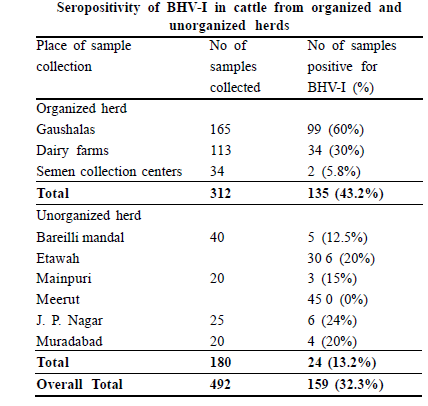 Seropositivity of BHV-I in cattle from organized and
unorganized herds
Place of sample No of No of samples
collection samples positive for
collected BHV-I (%)
Organized herd
Gaushalas 165 99 (60%)
Dairy farms 113 34 (30%)
Semen collection centers 34 2 (5.8%)
Total 312 135 (43.2%)
Unorganized herd
Bareilli mandal 40 5 (12.5%)
Etawah 30 6 (20%)
Mainpuri 20 3 (15%)
Meerut 45 0 (0%)
J. P. Nagar 25 6 (24%)
Muradabad 20 4 (20%)
Total 180 24 (13.2%)
Overall Total 492 159 (32.3%)